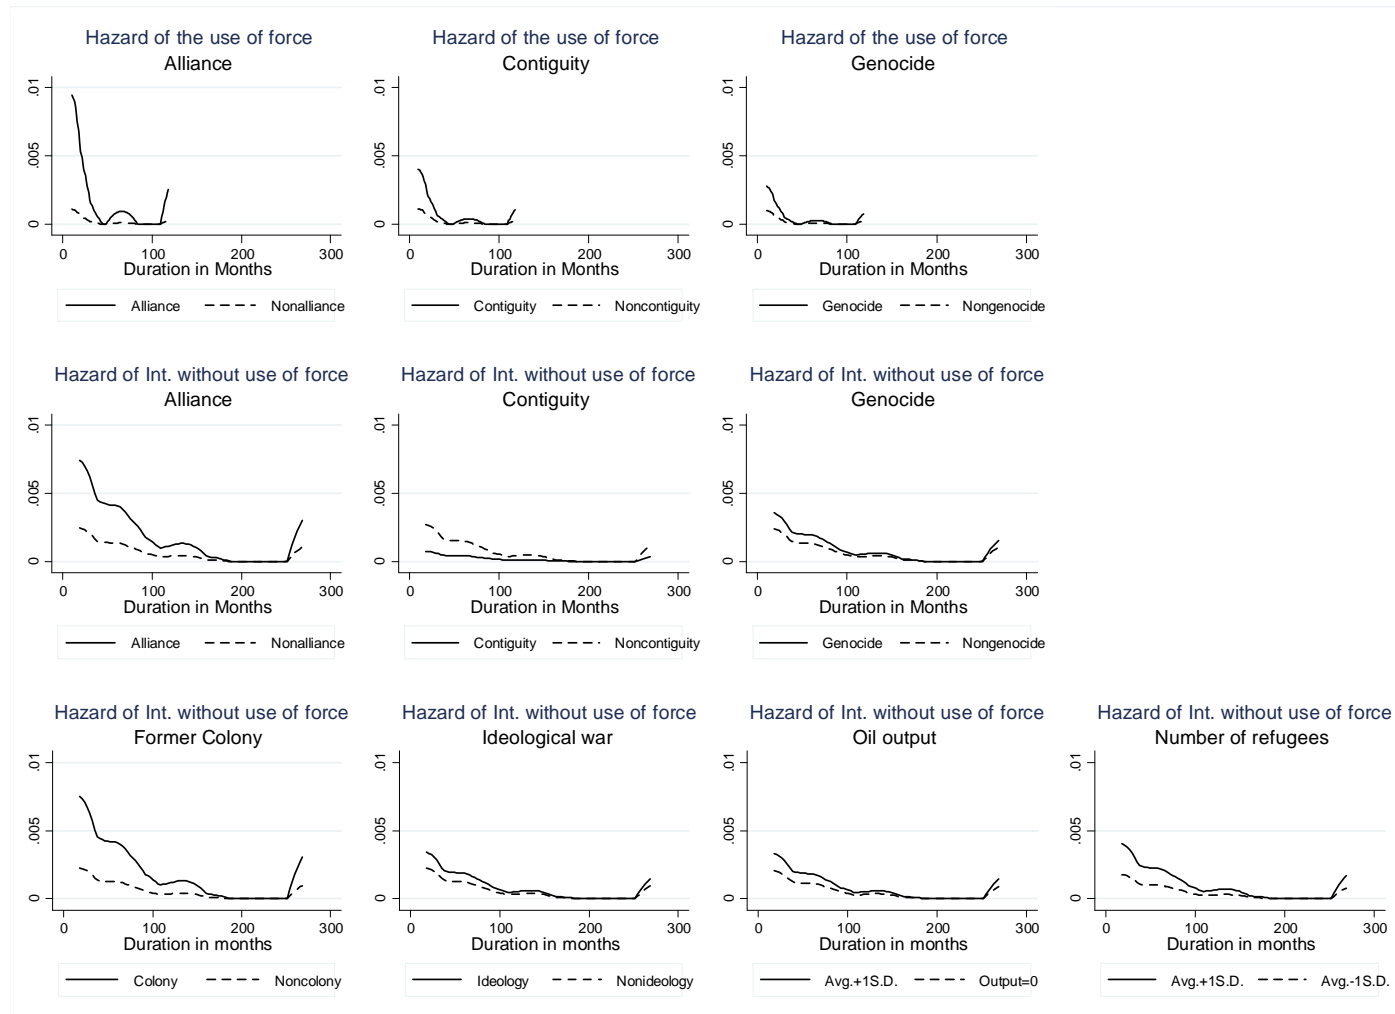 Hazard of the use of force
Alliance
.01
.005
0
0 100 200 300
Duration in Months
Alliance Nonalliance
Hazard of the use of force
Contiguity
.01
.005
0
0 100 200 300
Duration in Months
Contiguity Noncontiguity
Hazard of the use of force
Genocide
.01
.005
0
0 100 200 300
Duration in Months
Genocide Nongenocide
Hazard of Int. without use of force
Alliance
.01
.005
0
0 100 200 300
Duration in Months
Alliance Nonalliance
Hazard of Int. without use of force
Contiguity
.01
.005
0
0 100 200 300
Duration in Months
Contiguity Noncontiguity
Hazard of Int. without use of force
Genocide
.01
.005
0
0 100 200 300
Duration in Months
Genocide Nongenocide
Hazard of Int. without use of force
Former Colony
.01
.005
0
0 100 200 300
Duration in months
Colony Noncolony
Hazard of Int. without use of force
Ideological war
.01
.005
0
0 100 200 300
Duration in months
Ideology Nonideology
Hazard of Int. without use of force
Oil output
.01
.005
0
0 100 200 300
Duration in months
Avg.+1S.D. Output=0
Hazard of Int. without use of force
Number of refugees
.01
.005
0
0 100 200 300
Duration in months
Avg.+1S.D. Avg.-1S.D.